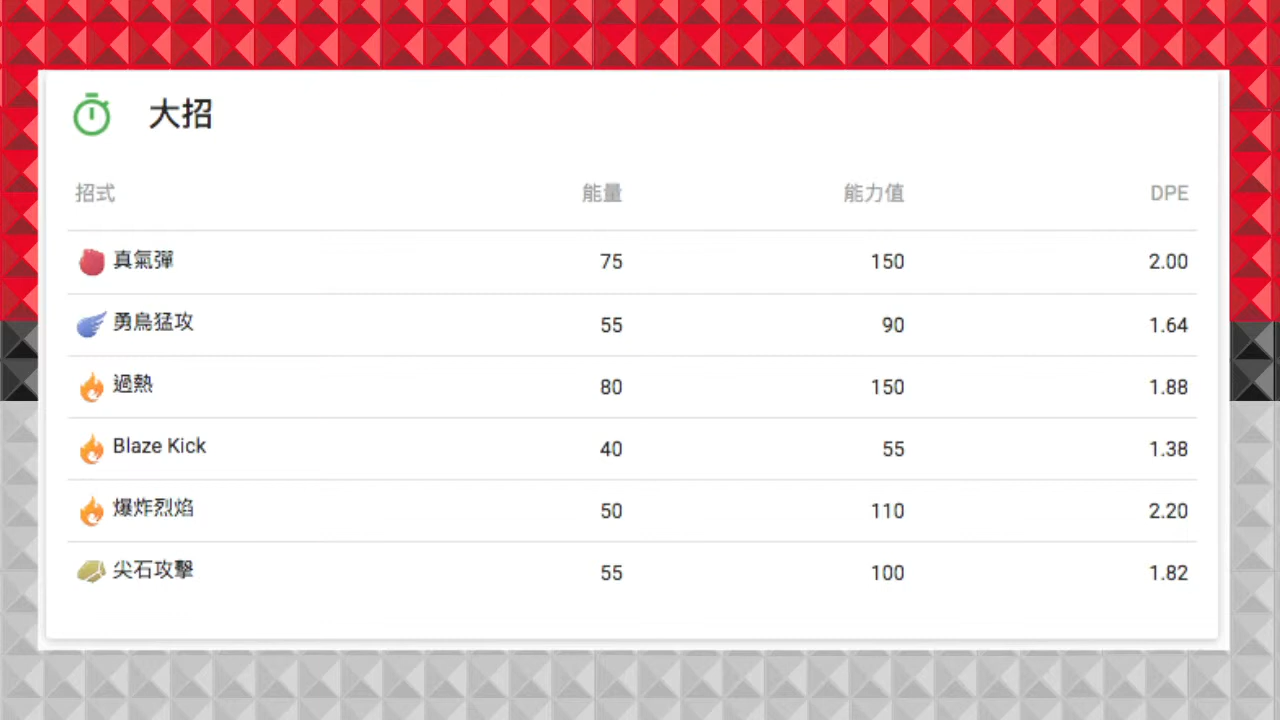 大招
招式 能量 能力值 DPE
真氣彈 75 150 2.00
勇鳥猛攻 55 90 1.64
過熱 80 150 1.88
Blaze Kick 40 55 1.38
爆炸烈焰 50 110 2.20
尖石攻擊 55 100 1.82